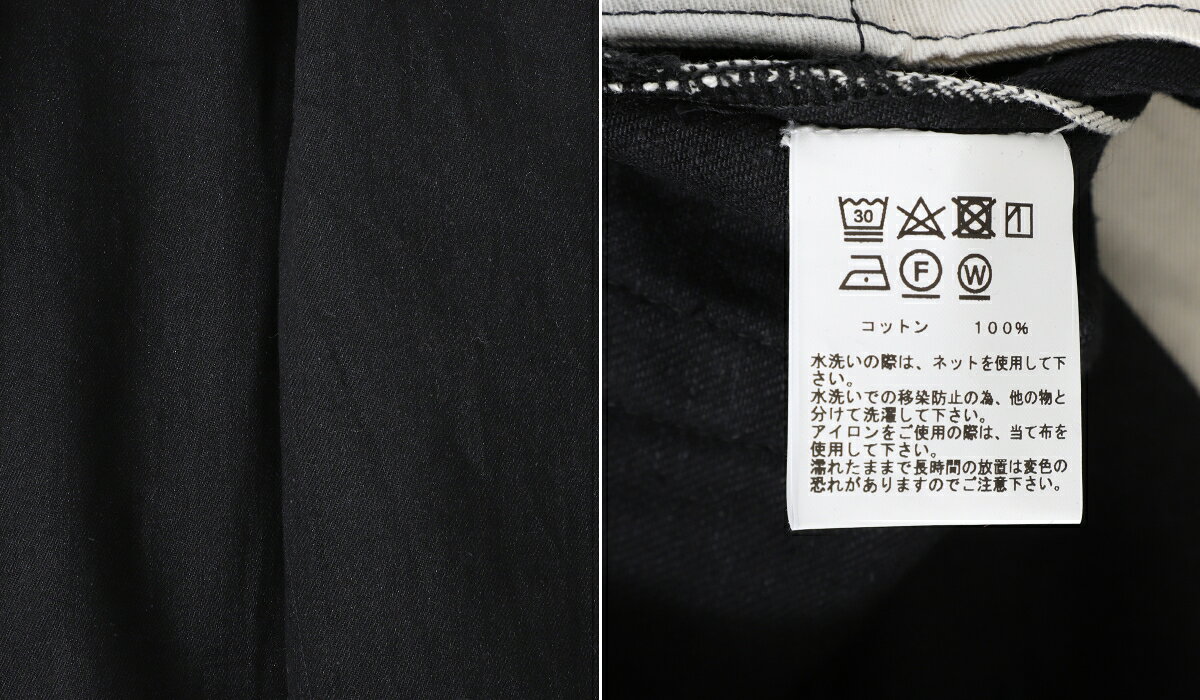 30
F W
コットン 100%
水洗いの際は、ネットを使用して下
さい。
水洗いでの移染防止の為、他の物と
分けて洗濯して下さい。
アイロンをご使用の際は、当て布を
使用して下さい。
濡れたままで長時間の放置は変色の
恐れがありますのでご注意下さい。